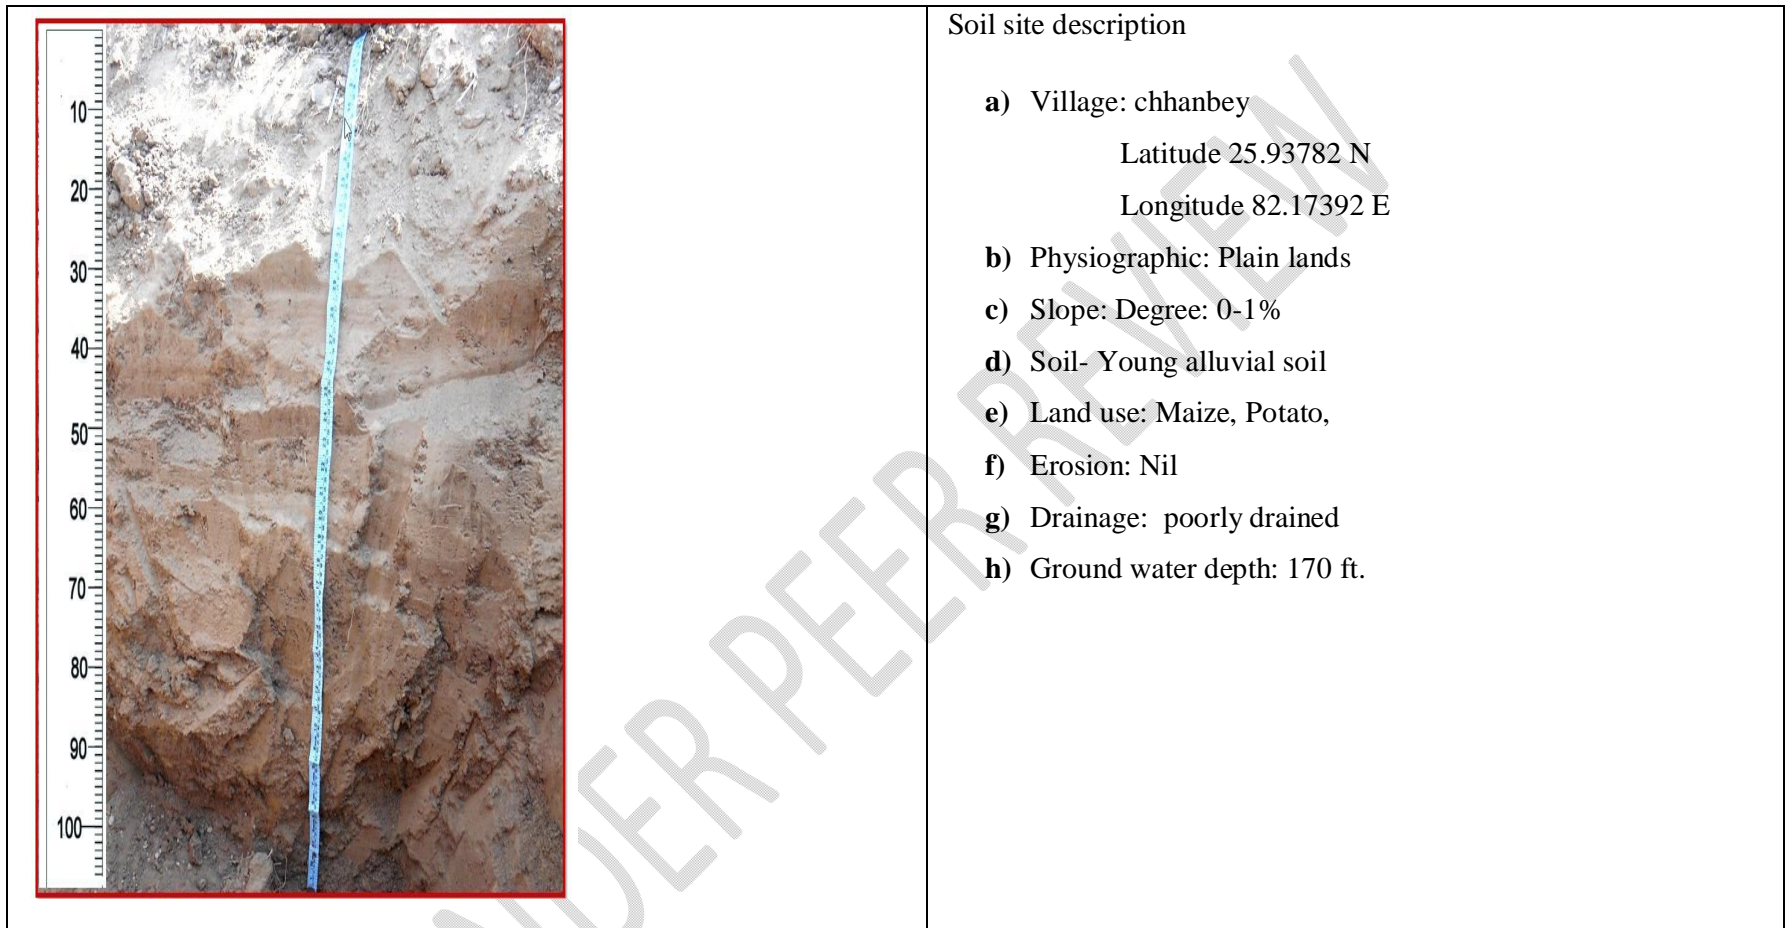 10
20
30
40
50
60
70
80
90
100
Soil site description
a) Village: chhanbey
Latitude 25.93782 N
Longitude 82.17392 E
b) Physiographic: Plain lands
c) Slope: Degree: 0-1%
d) Soil- Young alluvial soil
e) Land use: Maize, Potato,
f) Erosion: Nil
g) Drainage: poorly drained
h) Ground water depth: 170 ft.
UNDER PEER REVIEW